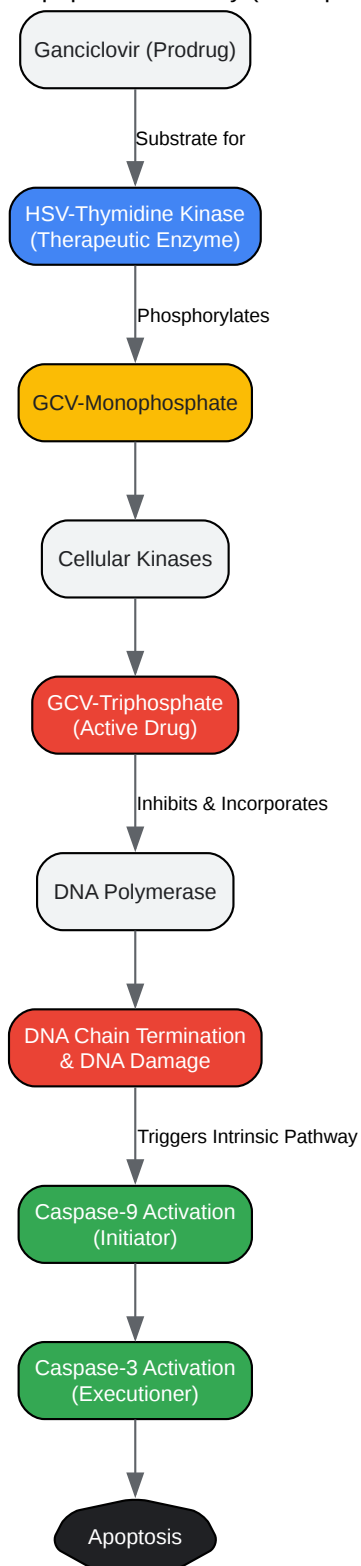 Ganciclovir (Prodrug)
Substrate for
HSV-Thymidine Kinase
(Therapeutic Enzyme)
Phosphorylates
GCV-Monophosphate
Cellular Kinases
GCV-Triphosphate
(Active Drug)
Inhibits & Incorporates
DNA Polymerase
DNA Chain Termination
& DNA Damage
Triggers Intrinsic Pathway
Caspase-9 Activation
(Initiator)
Caspase-3 Activation
(Executioner)
Apoptosis